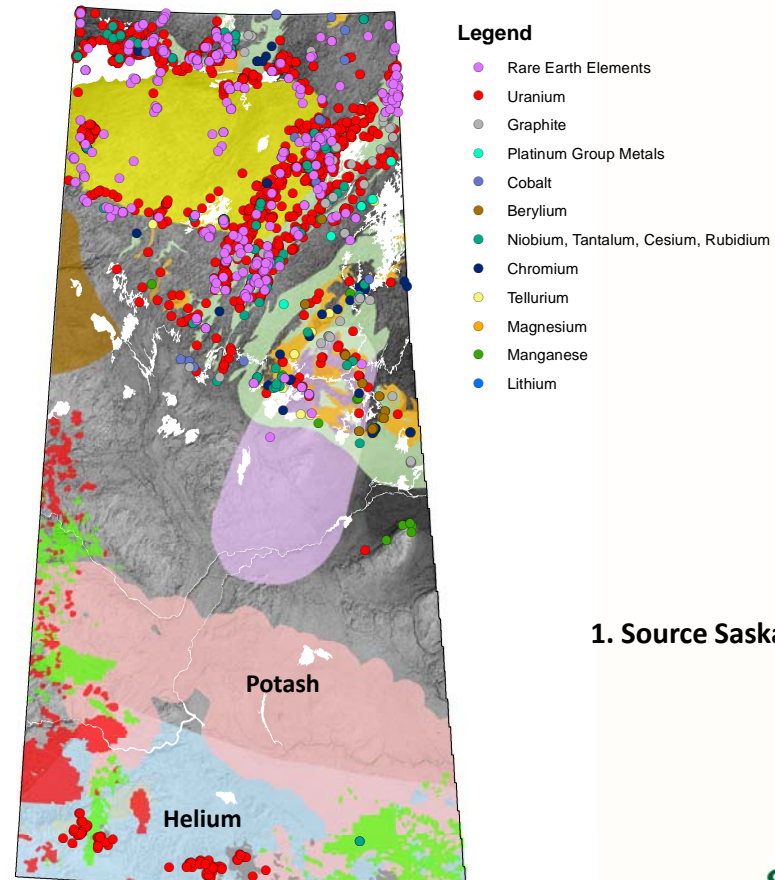 Legend
Rare Earth Elements
Uranium
Graphite
Platinum Group Metals
Cobalt
Berylium
Niobium, Tantalum, Cesium, Rubidium
Chromium
Tellurium
Magnesium
Manganese
Lithium
1. Source Saska
Potash
Helium